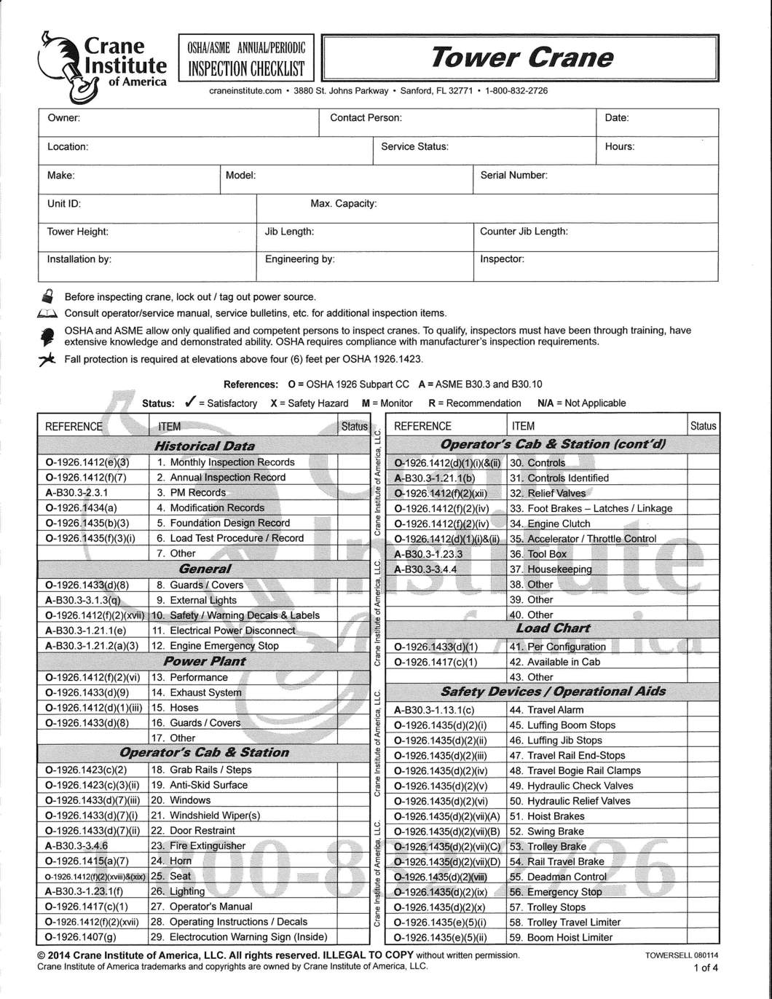 Crane
Institute
of America
OSHA/ASME ANNUAL/PERIODIC
INSPECTION CHECKLIST
Tower Crane
craneinstitute.com • 3880 St. Johns Parkway • Sanford, FL 32771 • 1-800-832-2726
Owner: Contact Person: Date:
Location: Service Status: Hours:
Make: Model: Serial Number:
Unit ID: Max. Capacity:
Tower Height: Jib Length: Counter Jib Length:
Installation by: Engineering by: Inspector:
Before inspecting crane, lock out / tag out power source.
Consult operator/service manual, service bulletins, etc. for additional inspection items.
OSHA and ASME allow only qualified and competent persons to inspect cranes. To qualify, inspectors must have been through training, have
extensive knowledge and demonstrated ability. OSHA requires compliance with manufacturer's inspection requirements.
Fall protection is required at elevations above four (6) feet per OSHA 1926.1423.
References: O = OSHA 1926 Subpart CC A = ASME B30.3 and B30.10
Status: ✓ = Satisfactory X = Safety Hazard M = Monitor R = Recommendation N/A = Not Applicable
REFERENCE ITEM Status
Historical Data
O-1926.1412(e)(3) 1. Monthly Inspection Records
O-1926.1412(f)(7) 2. Annual Inspection Record
A-B30.3-2.3.1 3. PM Records
O-1926.1434(a) 4. Modification Records
O-1926.1435(b)(3) 5. Foundation Design Record
O-1926.1435(f)(3)(i) 6. Load Test Procedure / Record
7. Other
General
O-1926.1433(d)(8) 8. Guards / Covers
A-B30.3-3.1.3(q) 9. External Lights
O-1926.1412(f)(2)(xvii) 10. Safety / Warning Decals & Labels
A-B30.3-1.21.1(e) 11. Electrical Power Disconnect
A-B30.3-1.21.2(a)(3) 12. Engine Emergency Stop
Power Plant
O-1926.1412(f)(2)(vi) 13. Performance
O-1926.1433(d)(9) 14. Exhaust System
O-1926.1412(d)(1)(iii) 15. Hoses
O-1926.1433(d)(8) 16. Guards / Covers
17. Other
Operator's Cab & Station
O-1926.1423(c)(2) 18. Grab Rails / Steps
O-1926.1423(c)(3)(ii) 19. Anti-Skid Surface
O-1926.1433(d)(7)(iii) 20. Windows
O-1926.1433(d)(7)(i) 21. Windshield Wiper(s)
O-1926.1433(d)(7)(ii) 22. Door Restraint
A-B30.3-3.4.6 23. Fire Extinguisher
O-1926.1415(a)(7) 24. Horn
O-1926.1412(f)(2)(xviii)&(xix) 25. Seat
A-B30.3-1.23.1(f) 26. Lighting
O-1926.1417(c)(1) 27. Operator's Manual
O-1926.1412(f)(2)(xvii) 28. Operating Instructions / Decals
O-1926.1407(g) 29. Electrocution Warning Sign (Inside)
Crane Institute of America, LLC. Crane Institute of America, LLC. Crane Institute of America, LLC. Crane Institute of America, LLC.
REFERENCE ITEM Status
Operator's Cab & Station (cont'd)
O-1926.1412(d)(1)(i)(&(ii) 30. Controls
A-B30.3-1.21.1(b) 31. Controls Identified
O-1926.1412(f)(2)(xii) 32. Relief Valves
O-1926.1412(f)(2)(iv) 33. Foot Brakes – Latches / Linkage
O-1926.1412(f)(2)(iv) 34. Engine Clutch
O-1926.1412(d)(1)(i)&(ii) 35. Accelerator / Throttle Control
A-B30.3-1.23.3 36. Tool Box
A-B30.3-3.4.4 37. Housekeeping
38. Other
39. Other
40. Other
Load Chart
O-1926.1433(d)(1) 41. Per Configuration
O-1926.1417(c)(1) 42. Available in Cab
43. Other
Safety Devices / Operational Aids
A-B30.3-1.13.1(c) 44. Travel Alarm
O-1926.1435(d)(2)(i) 45. Luffing Boom Stops
O-1926.1435(d)(2)(ii) 46. Luffing Jib Stops
O-1926.1435(d)(2)(iii) 47. Travel Rail End-Stops
O-1926.1435(d)(2)(iv) 48. Travel Bogie Rail Clamps
O-1926.1435(d)(2)(v) 49. Hydraulic Check Valves
O-1926.1435(d)(2)(vi) 50. Hydraulic Relief Valves
O-1926.1435(d)(2)(vii)(A) 51. Hoist Brakes
O-1926.1435(d)(2)(vii)(B) 52. Swing Brake
O-1926.1435(d)(2)(vii)(C) 53. Trolley Brake
O-1926.1435(d)(2)(vii)(D) 54. Rail Travel Brake
O-1926.1435(d)(2)(viii) 55. Deadman Control
O-1926.1435(d)(2)(ix) 56. Emergency Stop
O-1926.1435(d)(2)(x) 57. Trolley Stops
O-1926.1435(e)(5)(i) 58. Trolley Travel Limiter
O-1926.1435(e)(5)(ii) 59. Boom Hoist Limiter
Crane
Institute
of America
1-800-832-2726
© 2014 Crane Institute of America, LLC. All rights reserved. ILLEGAL TO COPY without written permission. TOWERSELL 080114
Crane Institute of America trademarks and copyrights are owned by Crane Institute of America, LLC. 1 of 4